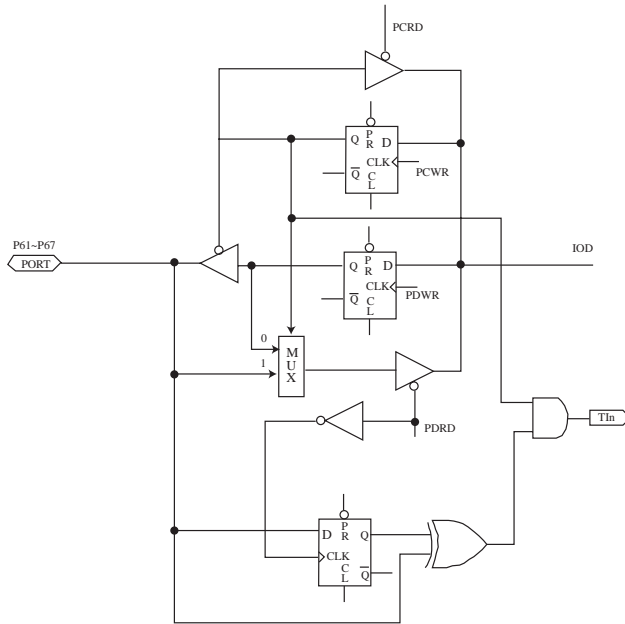 PCRD
Q P R D
CLK
PCWR
Q C L
P61~P67
PORT
IOD
Q P R D
CLK
PDWR
Q C L
0
1
M U X
TIn
PDRD
D P R Q
CLK
C L Q